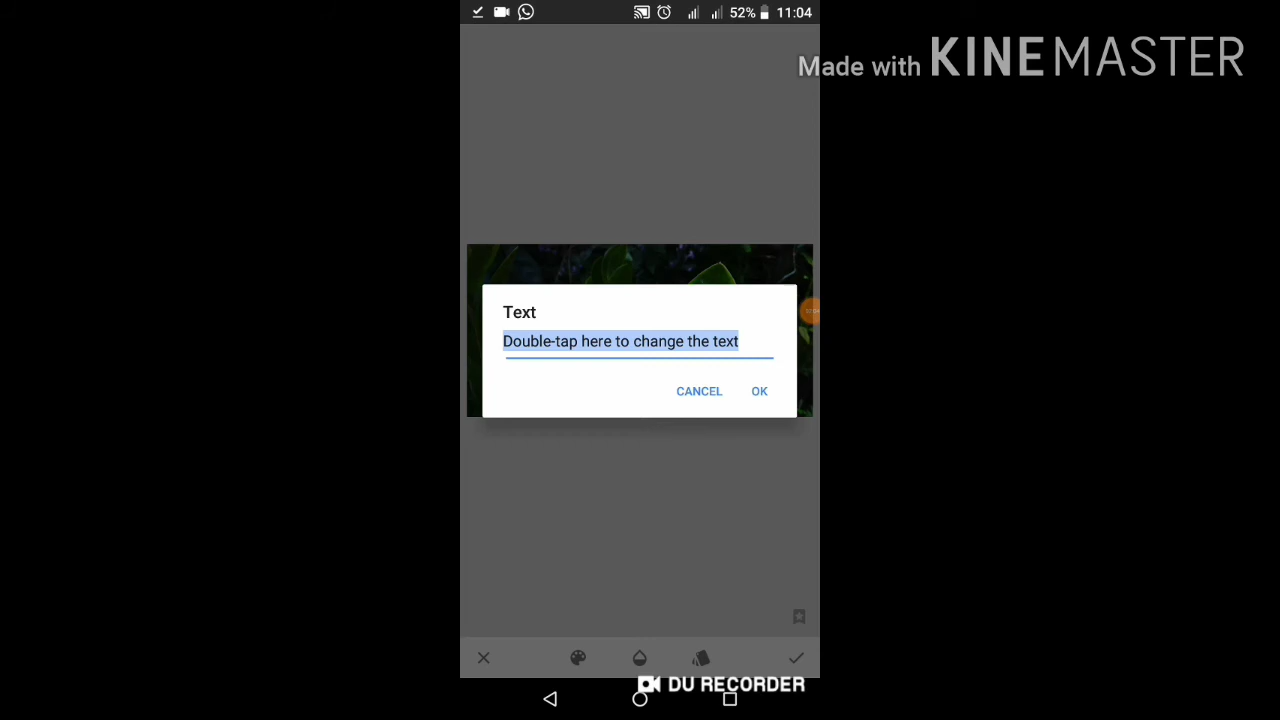 52% 11:04
Made with KINEMASTER
Text
Double-tap here to change the text
CANCEL OK
DU RECORDER